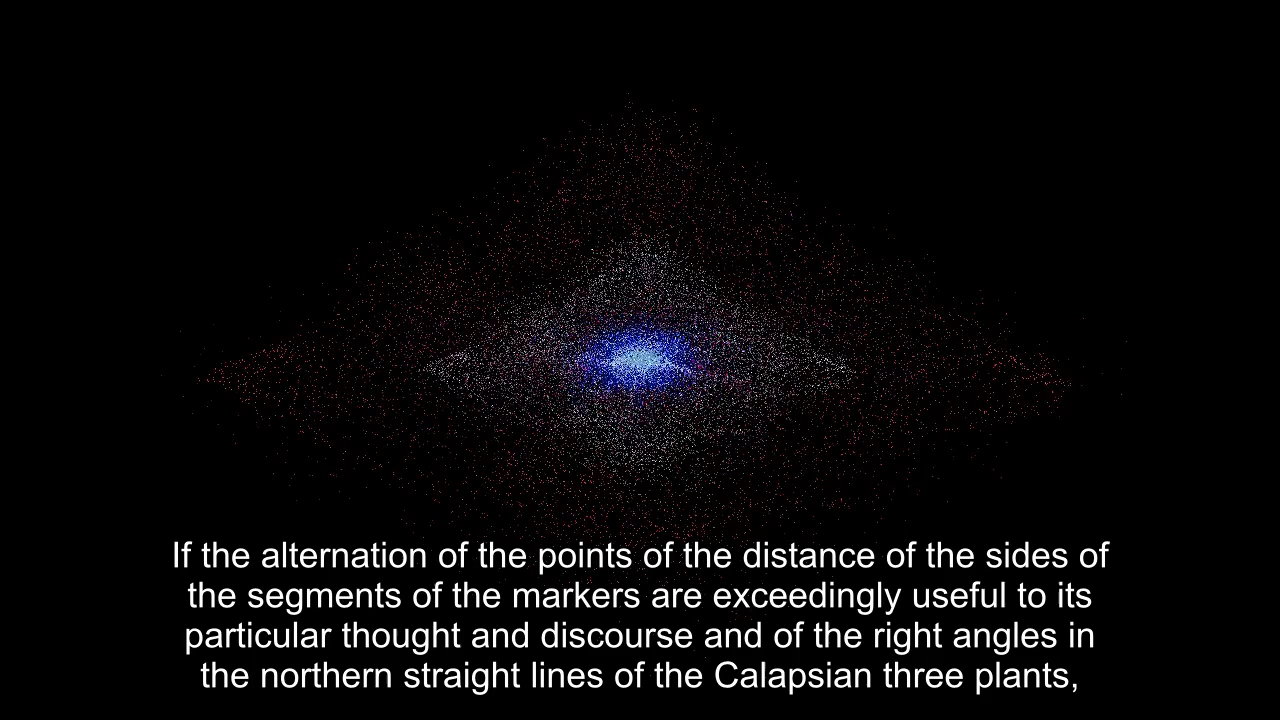 If the alternation of the points of the distance of the sides of
the segments of the markers are exceedingly useful to its
particular thought and discourse and of the right angles in
the northern straight lines of the Calapsian three plants,